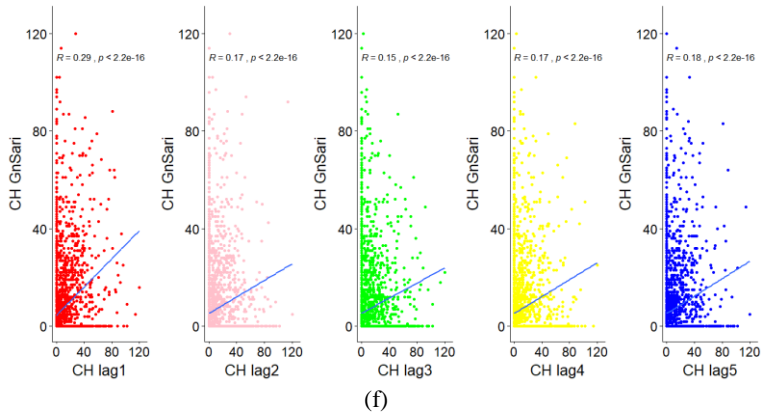 120
80
40
0
CH GnSari
R = 0.29 , p < 2.2e-16
0 40 80 120
CH lag1
120
80
40
0
CH GnSari
R = 0.17 , p < 2.2e-16
0 40 80 120
CH lag2
120
80
40
0
CH GnSari
R = 0.15 , p < 2.2e-16
0 40 80 120
CH lag3
120
80
40
0
CH GnSari
R = 0.17 , p < 2.2e-16
0 40 80 120
CH lag4
120
80
40
0
CH GnSari
R = 0.18 , p < 2.2e-16
0 40 80 120
CH lag5
(f)